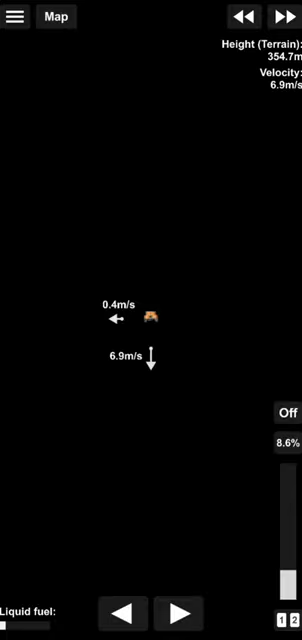 Map
Height (Terrain):
354.7m
Velocity:
6.9m/s
0.4m/s
6.9m/s
Off
8.6%
Liquid fuel:
1 2